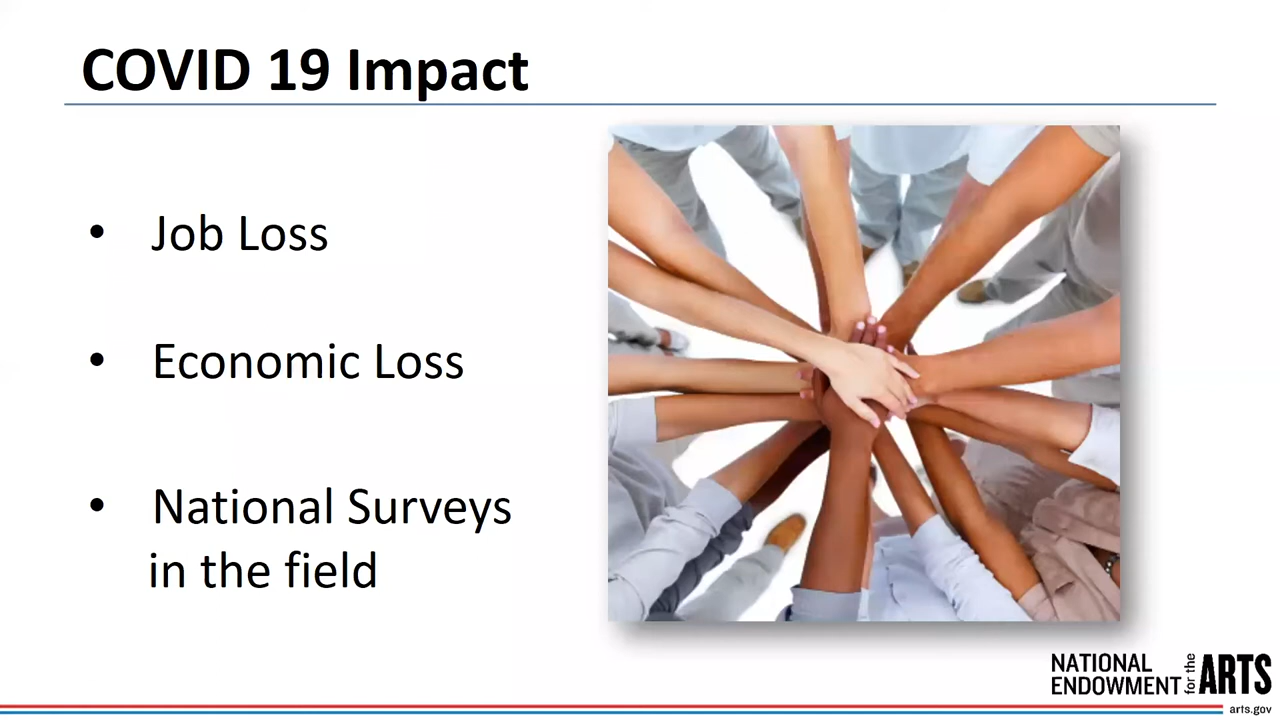 COVID 19 Impact
• Job Loss
• Economic Loss
• National Surveys
in the field
NATIONAL
ENDOWMENT
for the
ARTS
arts.gov